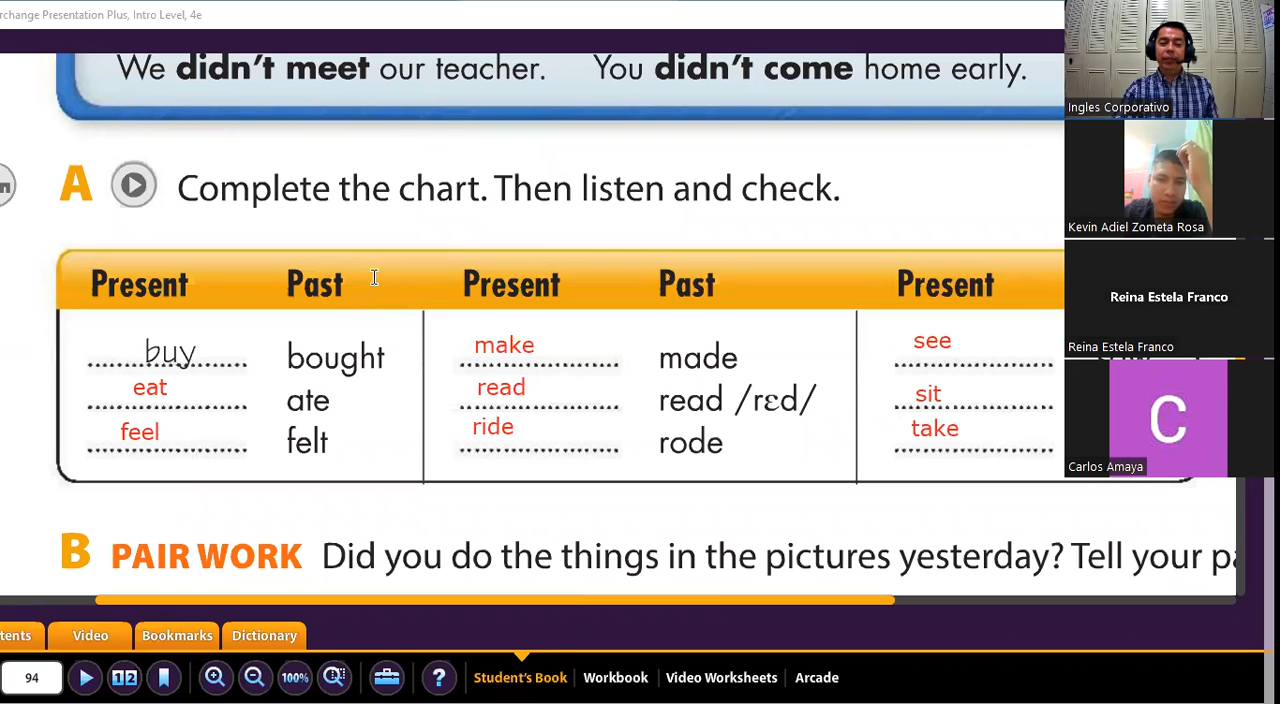 rchange Presentation Plus, Intro Level, 4e
We didn't meet our teacher. You didn't come home early.
Ingles Corporativo
A Complete the chart. Then listen and check.
Kevin Adiel Zometa Rosa
Present Past Present Past Present
Reina Estela Franco
Reina Estela Franco
buy bought make made see
eat ate read read /rɛd/ sit
feel felt ride rode take
C
Carlos Amaya
B PAIR WORK Did you do the things in the pictures yesterday? Tell your pa
tents Video Bookmarks Dictionary
94 12 100% ? Student's Book Workbook Video Worksheets Arcade